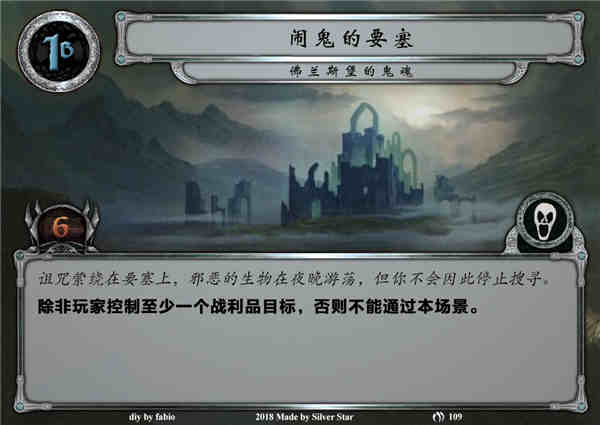 1B
闹鬼的要塞
佛兰斯堡的鬼魂
6
诅咒萦绕在要塞上，邪恶的生物在夜晚游荡，但你不会因此停止搜寻。
除非玩家控制至少一个战利品目标，否则不能通过本场景。
diy by fabio 2018 Made by Silver Star 109